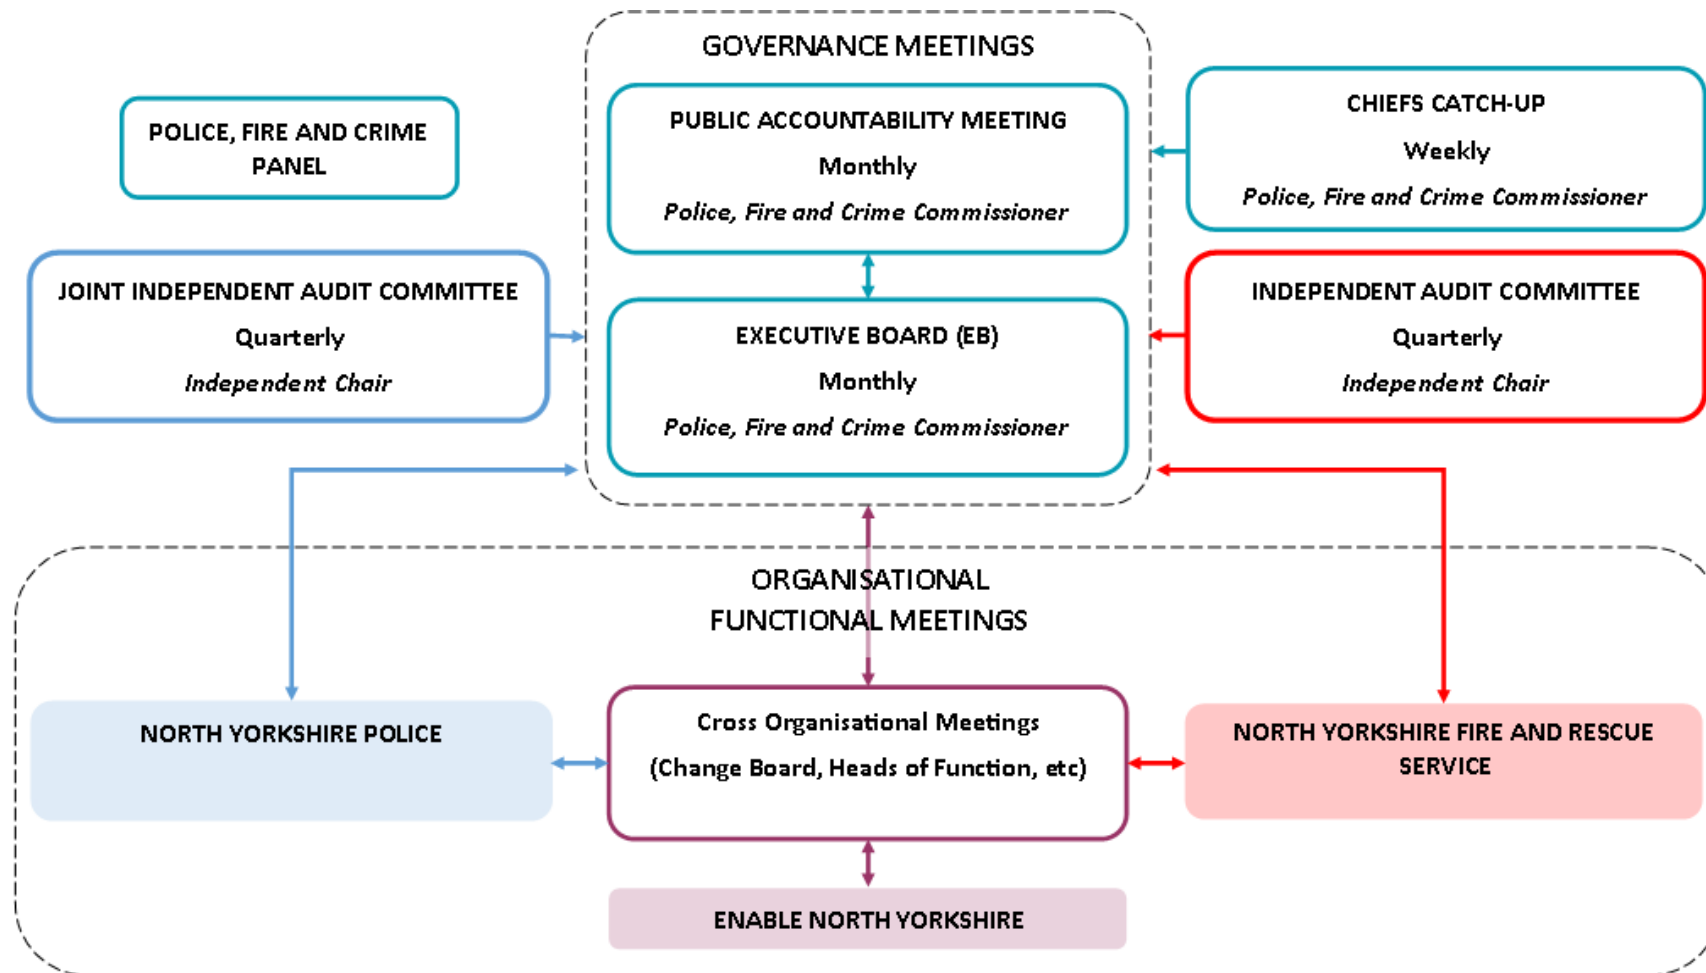 GOVERNANCE MEETINGS
POLICE, FIRE AND CRIME
PANEL
PUBLIC ACCOUNTABILITY MEETING
Monthly
Police, Fire and Crime Commissioner
CHIEFS CATCH-UP
Weekly
Police, Fire and Crime Commissioner
JOINT INDEPENDENT AUDIT COMMITTEE
Quarterly
Independent Chair
EXECUTIVE BOARD (EB)
Monthly
Police, Fire and Crime Commissioner
INDEPENDENT AUDIT COMMITTEE
Quarterly
Independent Chair
ORGANISATIONAL
FUNCTIONAL MEETINGS
NORTH YORKSHIRE POLICE
Cross Organisational Meetings
(Change Board, Heads of Function, etc)
NORTH YORKSHIRE FIRE AND RESCUE
SERVICE
ENABLE NORTH YORKSHIRE